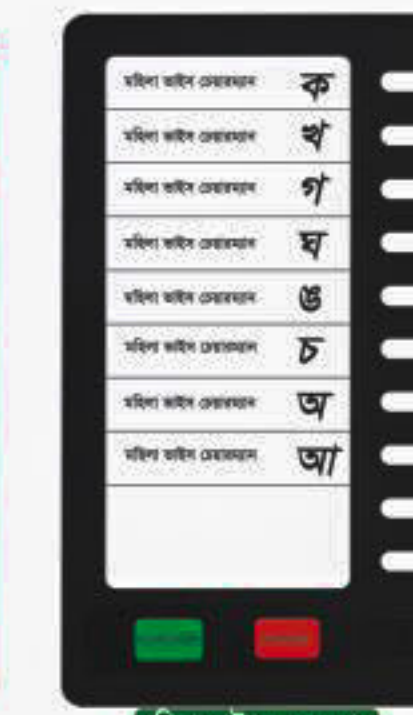 মহিলা ভাইস চেয়ারম্যান ক
মহিলা ভাইস চেয়ারম্যান খ
মহিলা ভাইস চেয়ারম্যান গ
মহিলা ভাইস চেয়ারম্যান ঘ
মহিলা ভাইস চেয়ারম্যান ঙ
মহিলা ভাইস চেয়ারম্যান চ
মহিলা ভাইস চেয়ারম্যান অ
মহিলা ভাইস চেয়ারম্যান আ